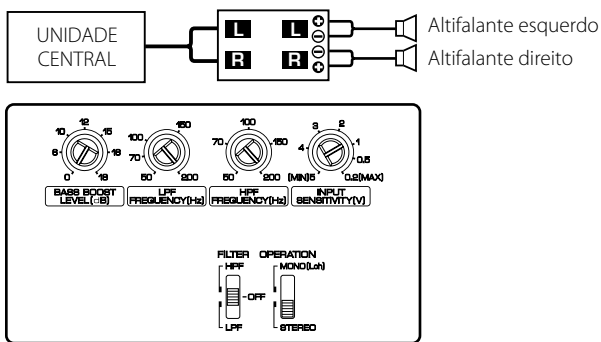 UNIDADE
CENTRAL
L L
R R
Altifalante esquerdo
Altifalante direito
12
10 15
6 16
0 18
BASS BOOST
LEVEL(dB)
100 150
70
50 200
LPF
FREQUENCY(Hz)
100
70 150
50 200
HPF
FREQUENCY(Hz)
3 2
4 1
0.5
(MIN)5 0.2(MAX)
INPUT
SENSITIVITY(V)
FILTER OPERATION
HPF MONO(Lch)
OFF
LPF STEREO